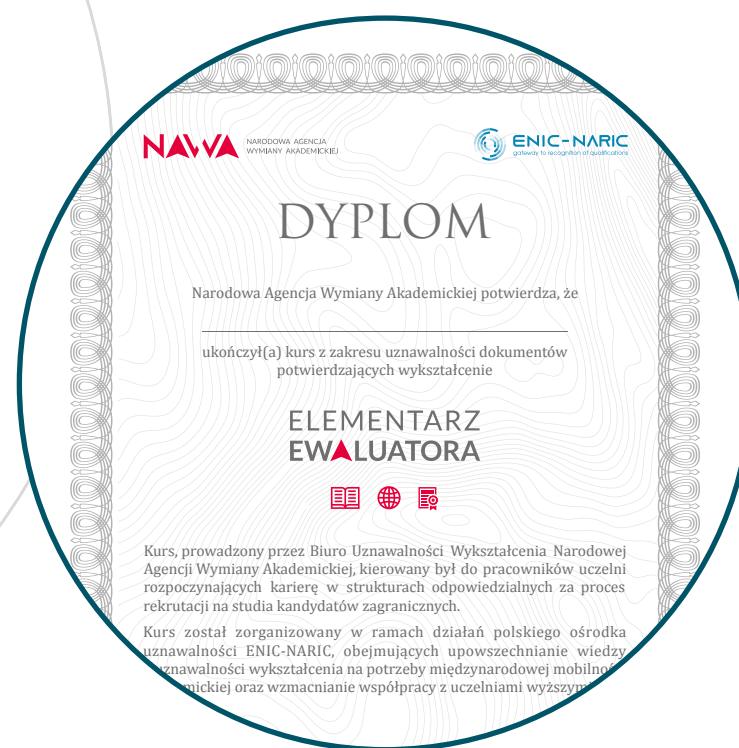 NAWA NARODOWA AGENCJA
WYMIANY AKADEMICKIEJ
ENIC-NARIC
gateway to recognition of qualifications
DYPLOM
Narodowa Agencja Wymiany Akademickiej potwierdza, że
ukończył(a) kurs z zakresu uznawalności dokumentów
potwierdzających wykształcenie
ELEMENTARZ
EWALUATORA
Kurs, prowadzony przez Biuro Uznawalności Wykształcenia Narodowej
Agencji Wymiany Akademickiej, kierowany był do pracowników uczelni
rozpoczynających karierę w strukturach odpowiedzialnych za proces
rekrutacji na studia kandydatów zagranicznych.
Kurs został zorganizowany w ramach działań polskiego ośrodka
uznawalności ENIC-NARIC, obejmujących upowszechnianie wiedzy
uznawalności wykształcenia na potrzeby międzynarodowej
oraz wzmacnianie współpracy z uczelniami